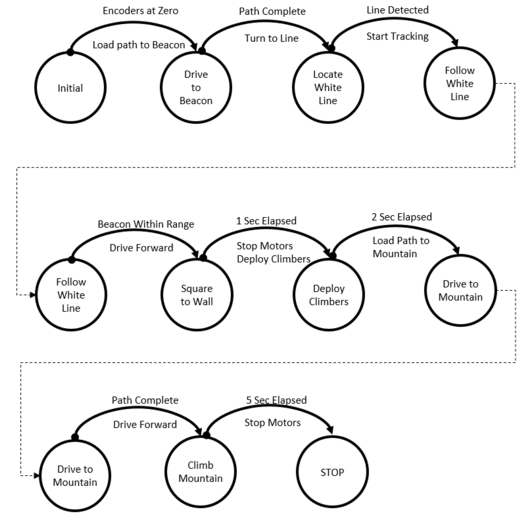 Encoders at Zero
Path Complete
Line Detected
Load path to Beacon
Turn to Line
Start Tracking
Initial
Drive
to
Beacon
Locate
White
Line
Follow
White
Line
Beacon Within Range
1 Sec Elapsed
2 Sec Elapsed
Drive Forward
Stop Motors
Deploy Climbers
Load Path to
Mountain
Follow
White
Line
Square
to Wall
Deploy
Climbers
Drive to
Mountain
Path Complete
5 Sec Elapsed
Drive Forward
Stop Motors
Drive to
Mountain
Climb
Mountain
STOP